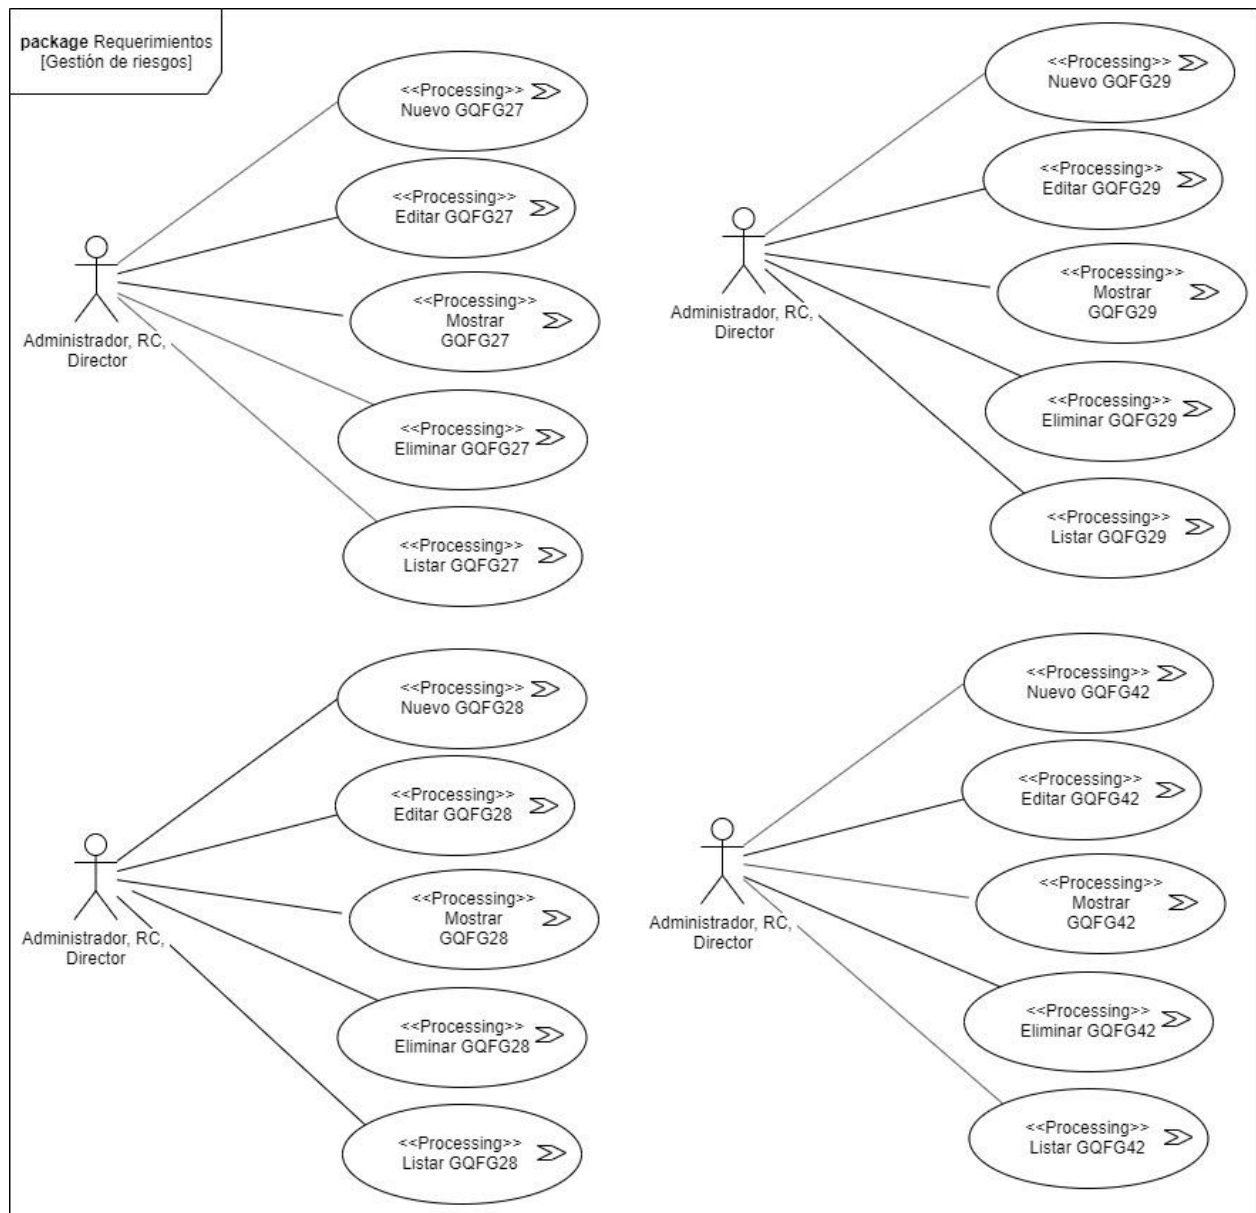 package Requerimientos
[Gestión de riesgos]
<<Processing>>
Nuevo GQFG27
<<Processing>>
Editar GQFG27
<<Processing>>
Mostrar
GQFG27
<<Processing>>
Eliminar GQFG27
<<Processing>>
Listar GQFG27
Administrador, RC,
Director
<<Processing>>
Nuevo GQFG29
<<Processing>>
Editar GQFG29
<<Processing>>
Mostrar
GQFG29
<<Processing>>
Eliminar GQFG29
<<Processing>>
Listar GQFG29
Administrador, RC,
Director
<<Processing>>
Nuevo GQFG28
<<Processing>>
Editar GQFG28
<<Processing>>
Mostrar
GQFG28
<<Processing>>
Eliminar GQFG28
<<Processing>>
Listar GQFG28
Administrador, RC,
Director
<<Processing>>
Nuevo GQFG42
<<Processing>>
Editar GQFG42
<<Processing>>
Mostrar
GQFG42
<<Processing>>
Eliminar GQFG42
<<Processing>>
Listar GQFG42
Administrador, RC,
Director